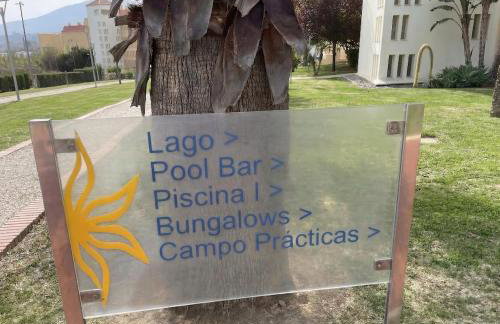 Lago >
Pool Bar >
Piscina I >
Bungalows >
Campo Prácticas >